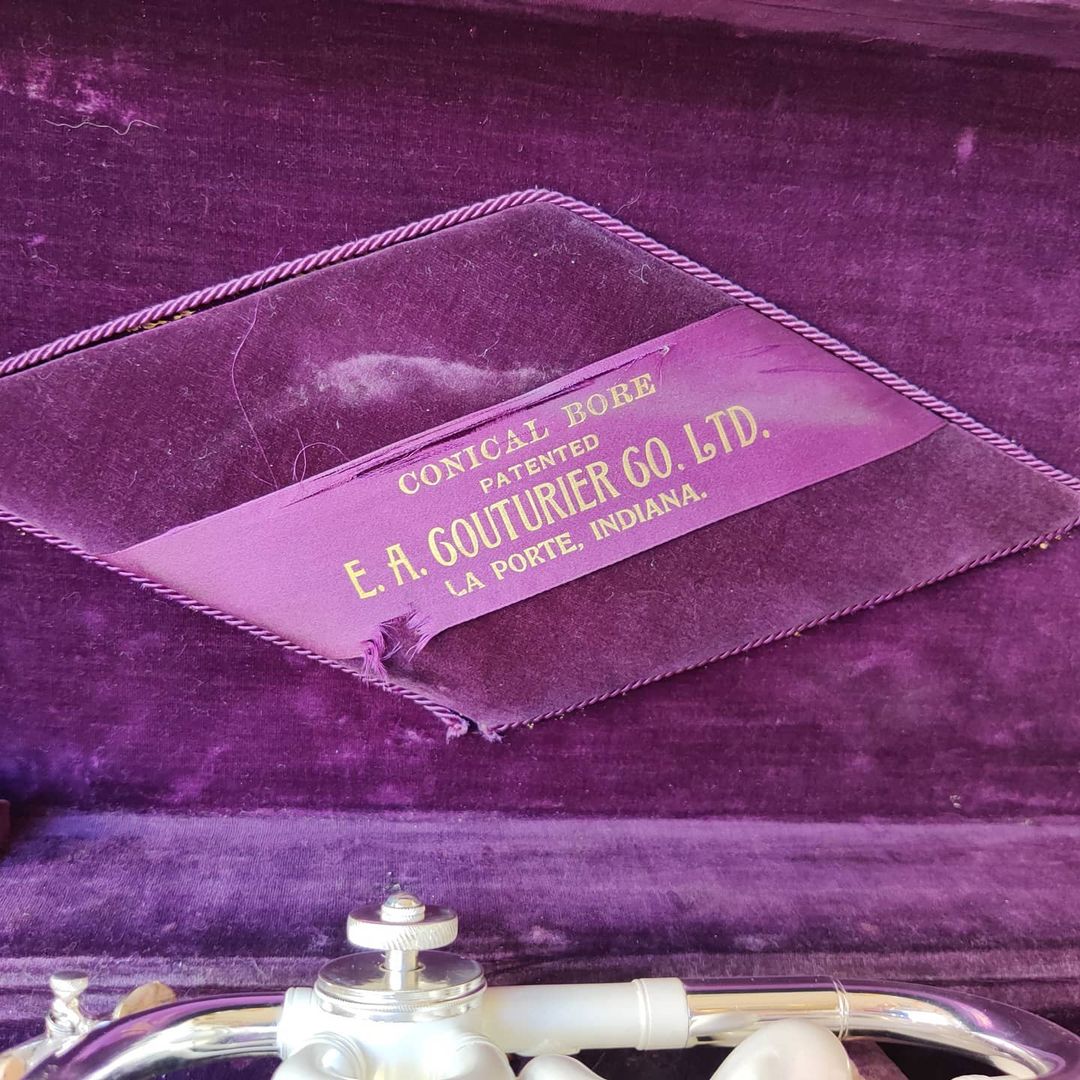 CONICAL BORE
PATENTED
E. A. COUTURIER CO. LTD.
LA PORTE, INDIANA.